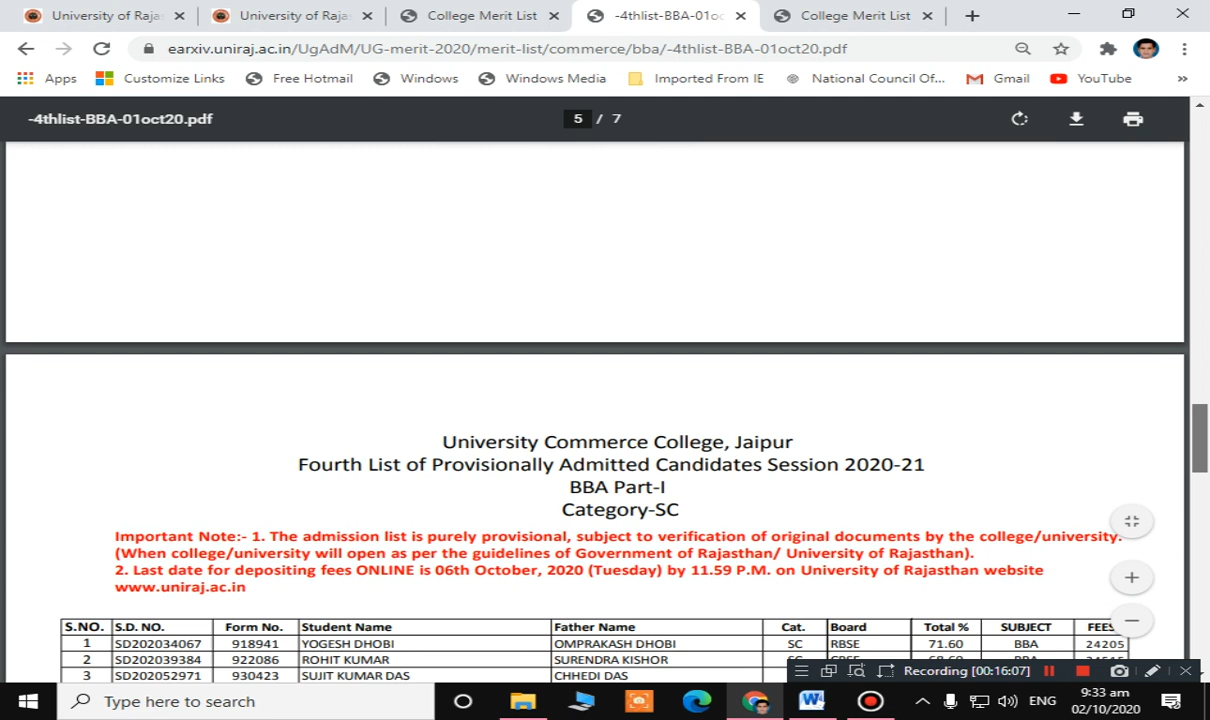 University of Raja
University of Raja
College Merit List
-4thlist-BBA-01oc
College Merit List
earxiv.uniraj.ac.in/UgAdM/UG-merit-2020/merit-list/commerce/bba/-4thlist-BBA-01oct20.pdf
Apps Customize Links Free Hotmail Windows Windows Media Imported From IE National Council Of... Gmail YouTube »
-4thlist-BBA-01oct20.pdf 5 / 7
University Commerce College, Jaipur
Fourth List of Provisionally Admitted Candidates Session 2020-21
BBA Part-I
Category-SC
Important Note:- 1. The admission list is purely provisional, subject to verification of original documents by the college/university.
(When college/university will open as per the guidelines of Government of Rajasthan/ University of Rajasthan).
2. Last date for depositing fees ONLINE is 06th October, 2020 (Tuesday) by 11.59 P.M. on University of Rajasthan website
www.uniraj.ac.in
S.NO. S.D. NO. Form No. Student Name Father Name Cat. Board Total % SUBJECT FEES
1 SD202034067 918941 YOGESH DHOBI OMPRAKASH DHOBI SC RBSE 71.60 BBA 24205
2 SD202039384 922086 ROHIT KUMAR SURENDRA KISHOR
3 SD202052971 930423 SUJIT KUMAR DAS CHHEDI DAS
Recording [00:16:07]
Type here to search
ENG
9:33 am
02/10/2020